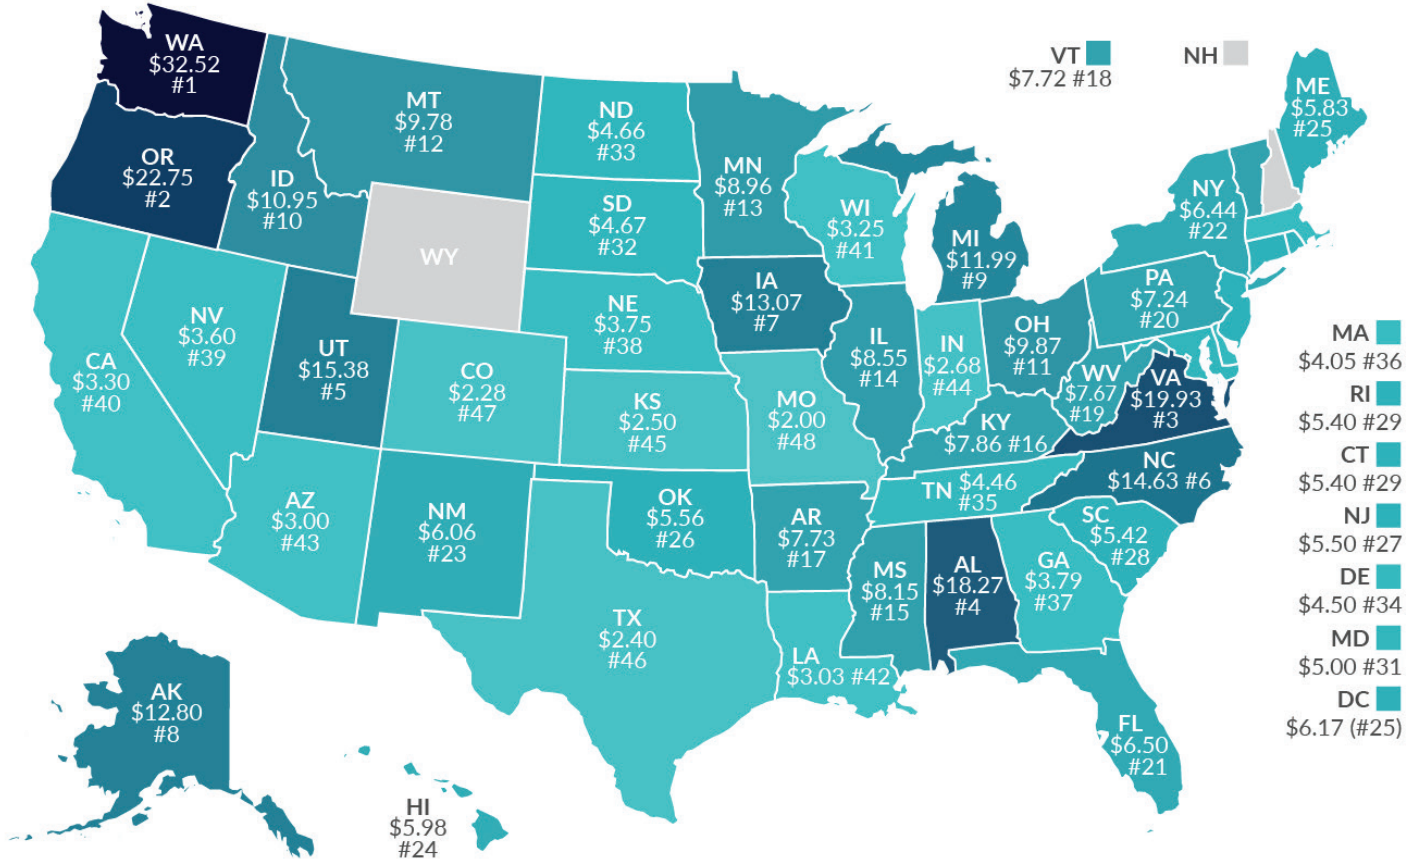 WA
$32.52
#1
OR
$22.75
#2
ID
$10.95
#10
MT
$9.78
#12
WY
ND
$4.66
#33
SD
$4.67
#32
MN
$8.96
#13
WI
$3.25
#41
MI
$11.99
#9
VT
$7.72 #18
NH
ME
$5.83
#25
NY
$6.44
#22
PA
$7.24
#20
CA
$3.30
#40
NV
$3.60
#39
UT
$15.38
#5
CO
$2.28
#47
NE
$3.75
#38
KS
$2.50
#45
IA
$13.07
#7
MO
$2.00
#48
IL
$8.55
#14
IN
$2.68
#44
OH
$9.87
#11
WV
$7.67
#19
VA
$19.93
#3
KY
$7.86 #16
NC
$14.63 #6
TN $4.46
#35
SC
$5.42
#28
AZ
$3.00
#43
NM
$6.06
#23
OK
$5.56
#26
AR
$7.73
#17
MS
$8.15
#15
AL
$18.27
#4
GA
$3.79
#37
TX
$2.40
#46
LA
$3.03 #42
FL
$6.50
#21
AK
$12.80
#8
HI
$5.98
#24
MA
$4.05 #36
RI
$5.40 #29
CT
$5.40 #29
NJ
$5.50 #27
DE
$4.50 #34
MD
$5.00 #31
DC
$6.17 (#25)